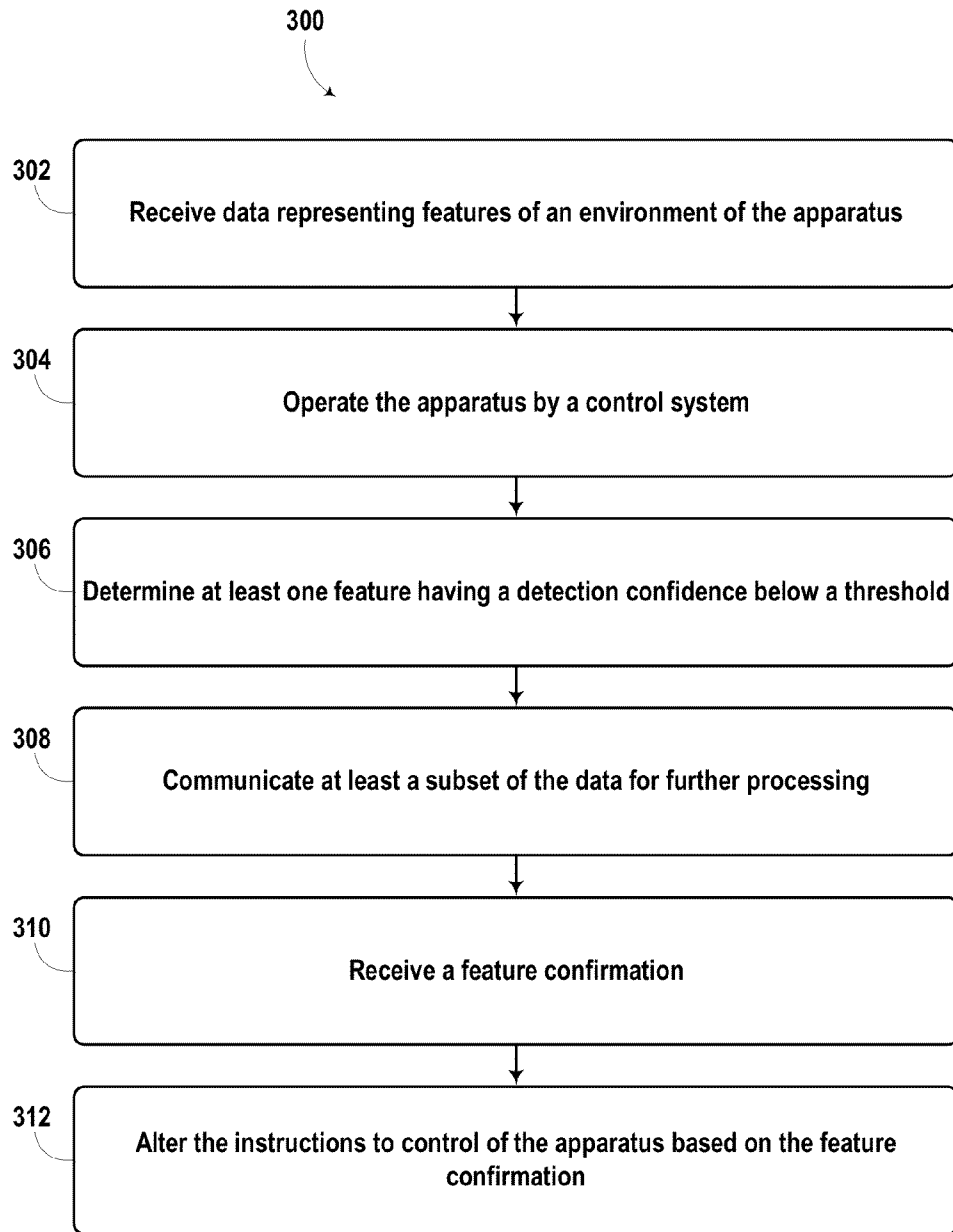 300
302
Receive data representing features of an environment of the apparatus
304
Operate the apparatus by a control system
306
Determine at least one feature having a detection confidence below a threshold
308
Communicate at least a subset of the data for further processing
310
Receive a feature confirmation
312
Alter the instructions to control of the apparatus based on the feature
confirmation